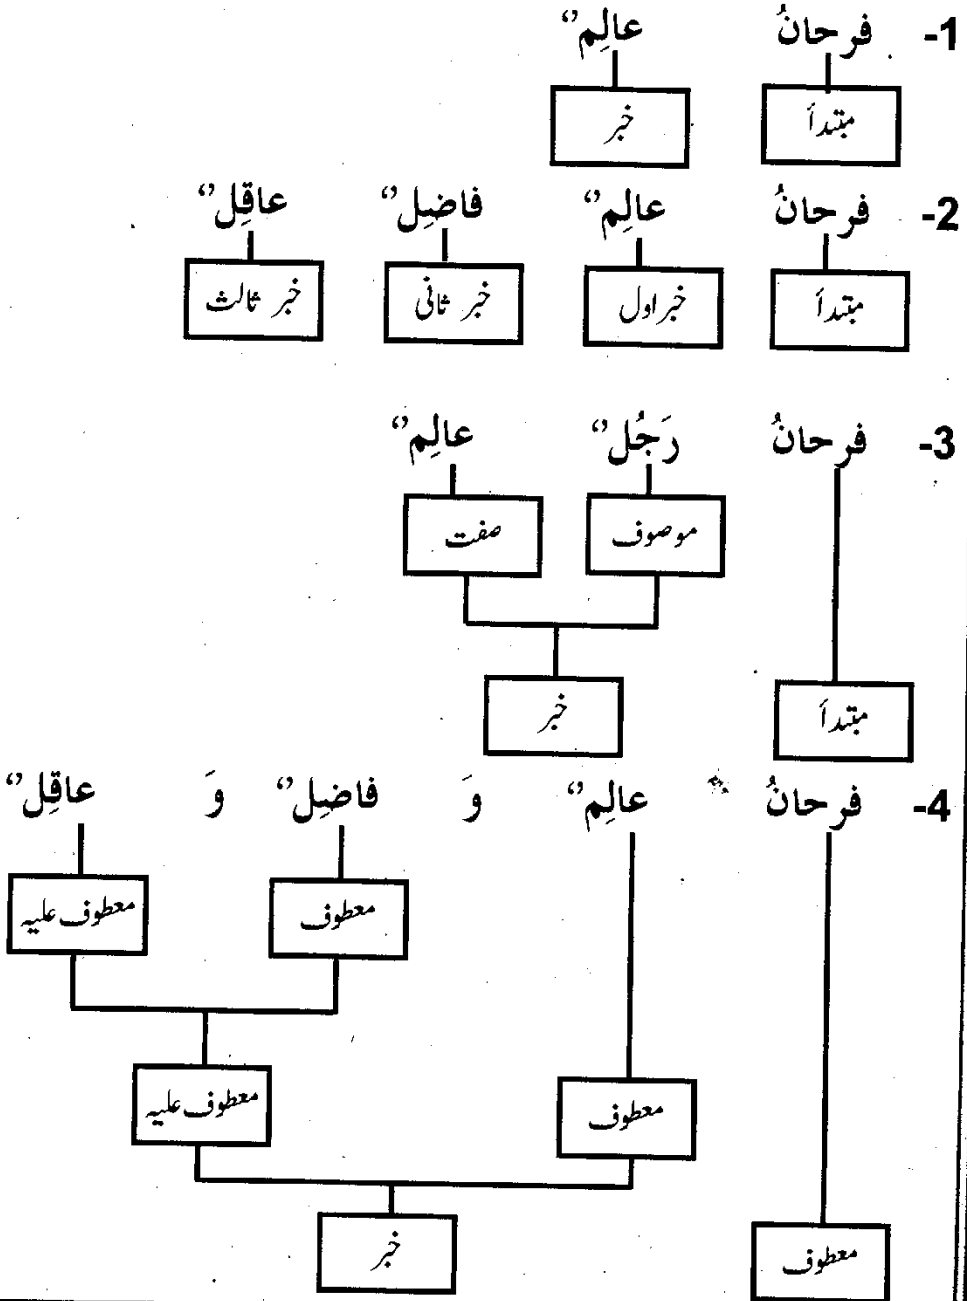 1- فرحانُ عالِم"
مبتدأ خبر
2- فرحانُ عالِم" فاضِل" عاقِل"
مبتدأ خبر اول خبر ثانی خبر ثالث
3- فرحانُ رَجُل" عالِم"
موصوف صفت
مبتدأ خبر
4- فرحانُ عالِم" وَ فاضِل" وَ عاقِل"
معطوف معطوف علیہ
معطوف معطوف علیہ
معطوف خبر